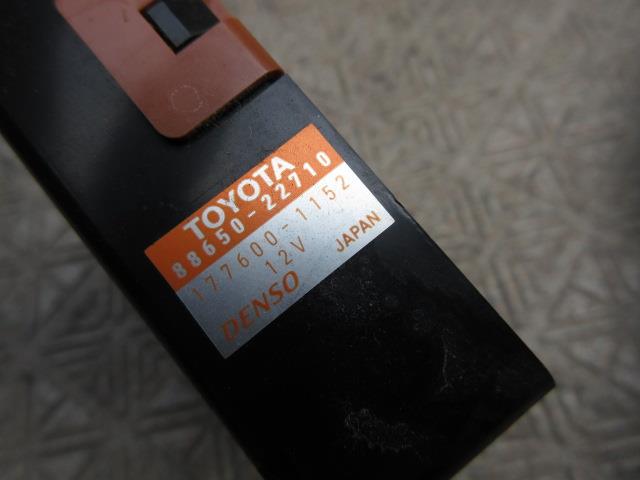 TOYOTA
88650-22710
177600-1152
12V
DENSO JAPAN